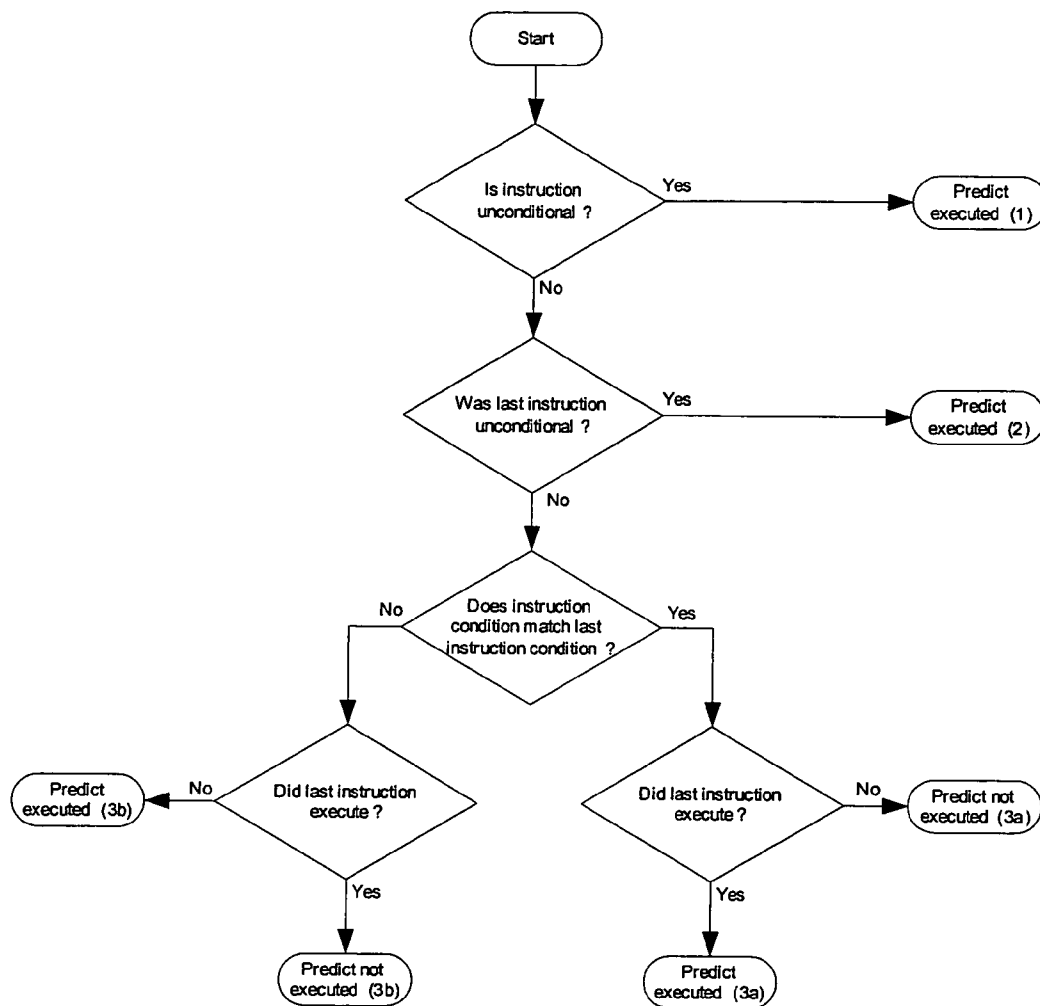 Start
Is instruction
unconditional ?
Yes
Predict
executed (1)
No
Was last instruction
unconditional ?
Yes
Predict
executed (2)
No
Does instruction
condition match last
instruction condition ?
No
Yes
Did last instruction
execute ?
No
Predict
executed (3b)
Yes
Predict not
executed (3b)
Did last instruction
execute ?
No
Predict not
executed (3a)
Yes
Predict
executed (3a)